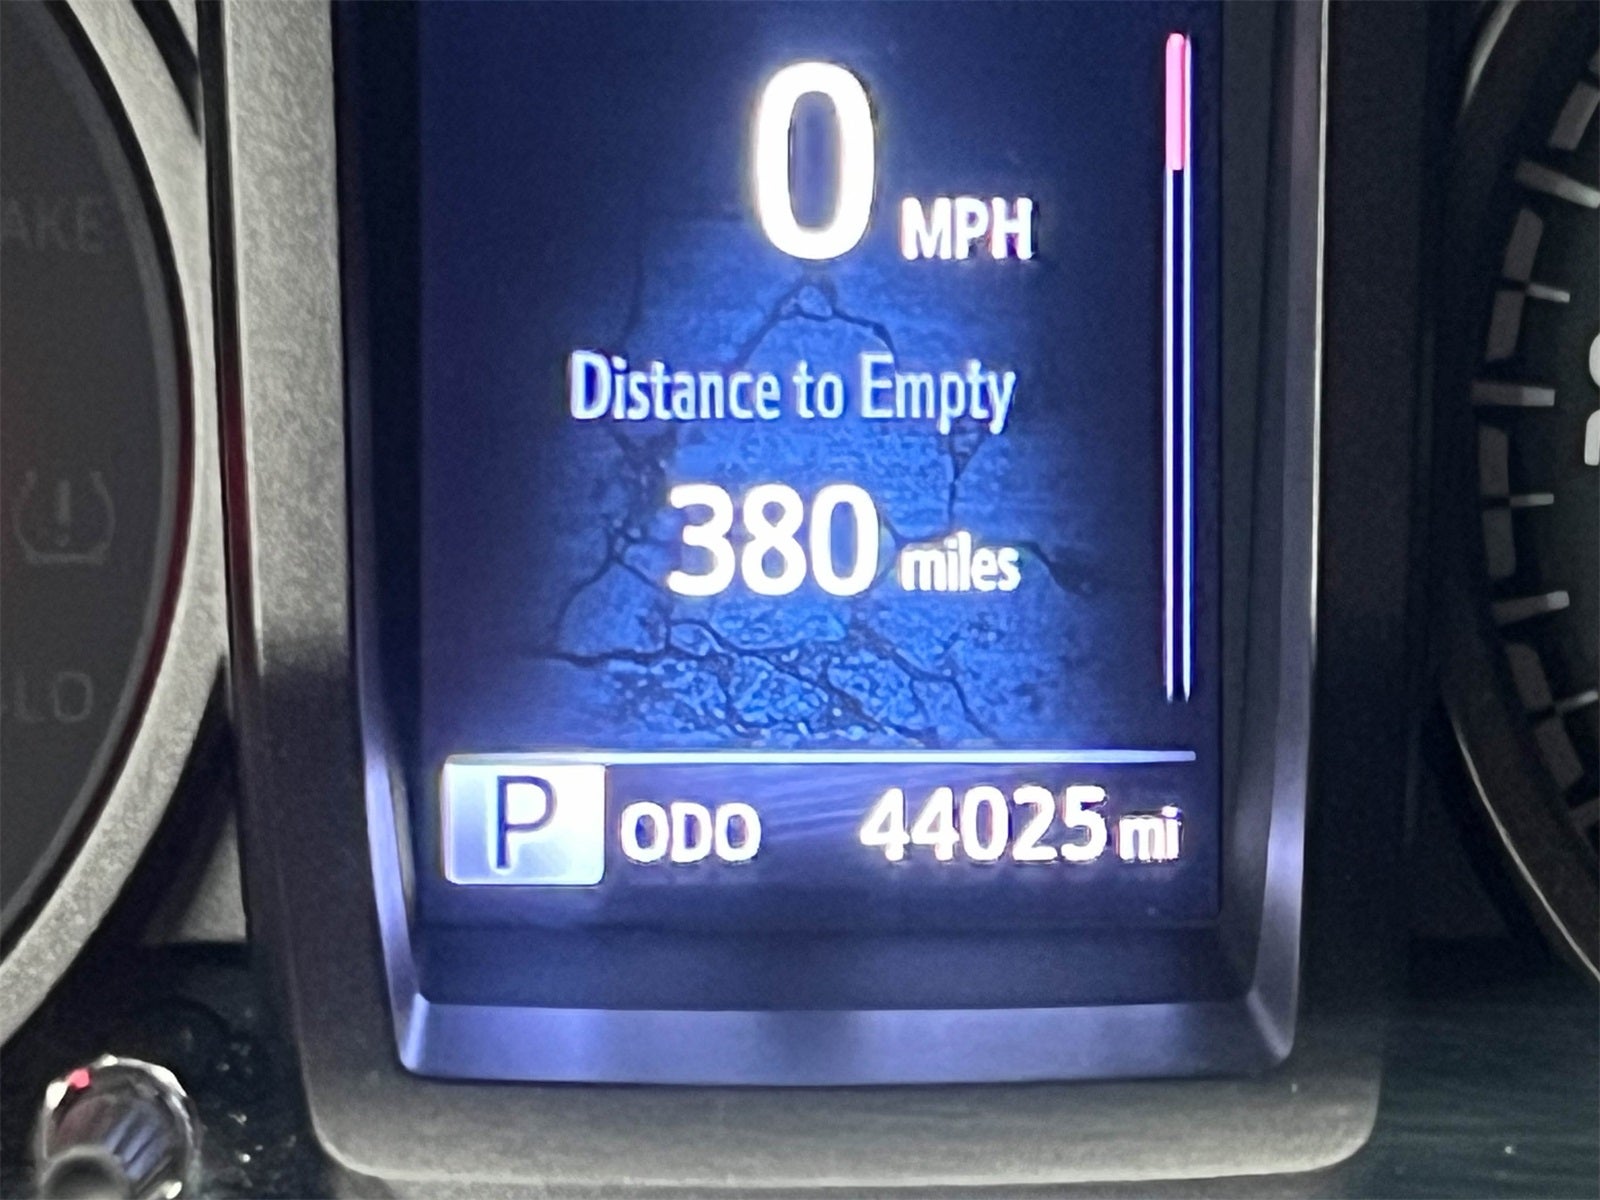 0 MPH
Distance to Empty
380 miles
P ODO 44025 mi